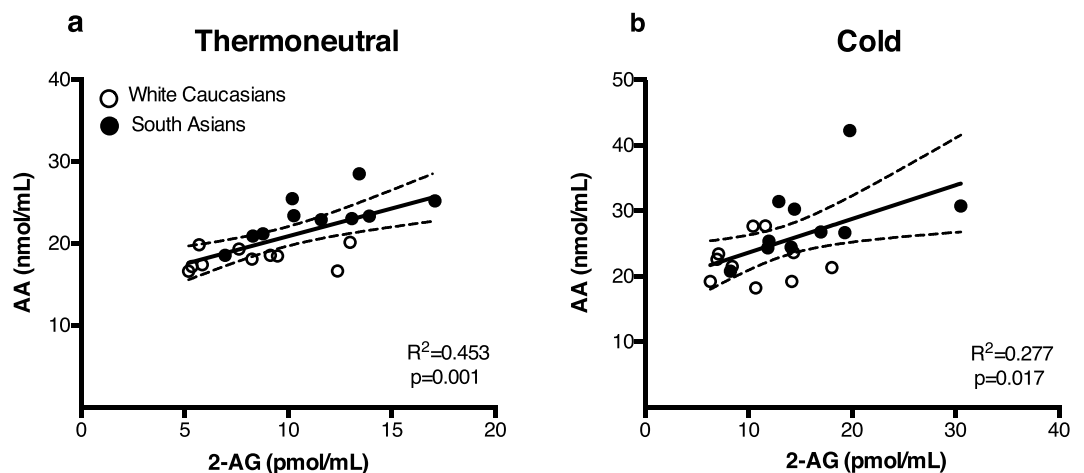 a
Thermoneutral
AA (nmol/mL)
40
30
20
10
White Caucasians
South Asians
R²=0.453
p=0.001
0
5
10
15
20
2-AG (pmol/mL)
b
Cold
AA (nmol/mL)
50
40
30
20
10
R²=0.277
p=0.017
0
10
20
30
40
2-AG (pmol/mL)